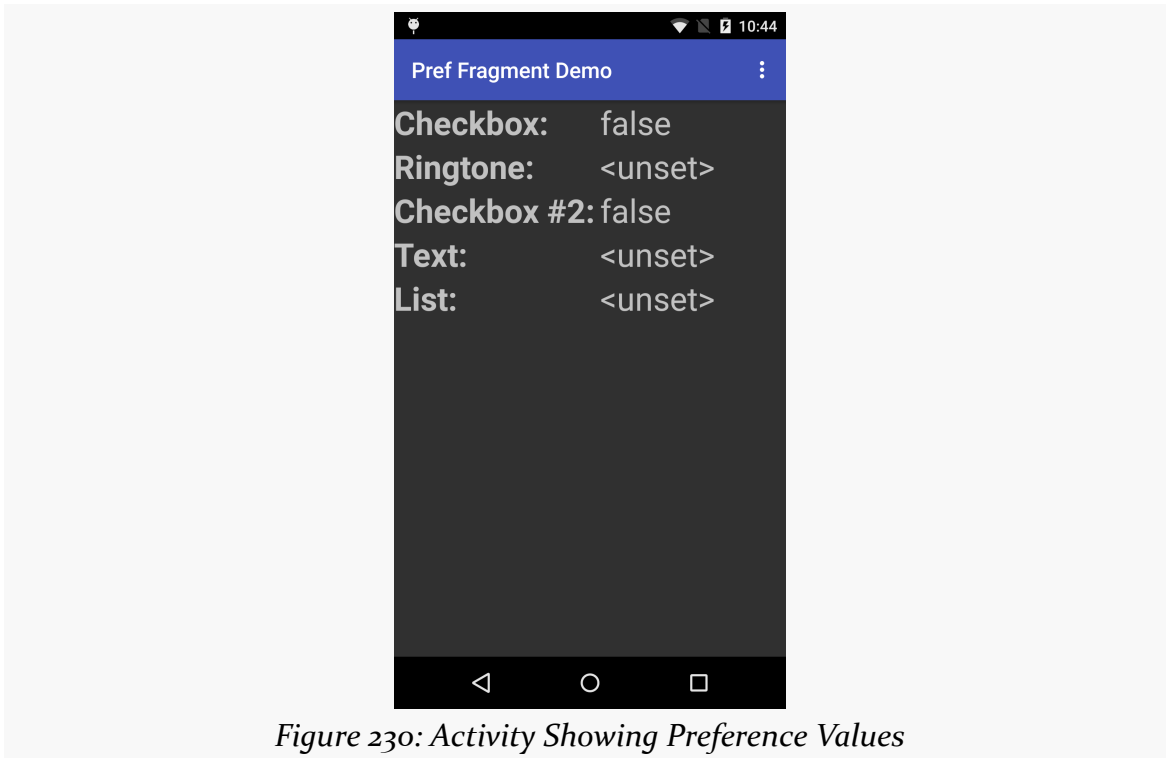 10:44
Pref Fragment Demo
Checkbox: false
Ringtone: <unset>
Checkbox #2: false
Text: <unset>
List: <unset>
Figure 230: Activity Showing Preference Values